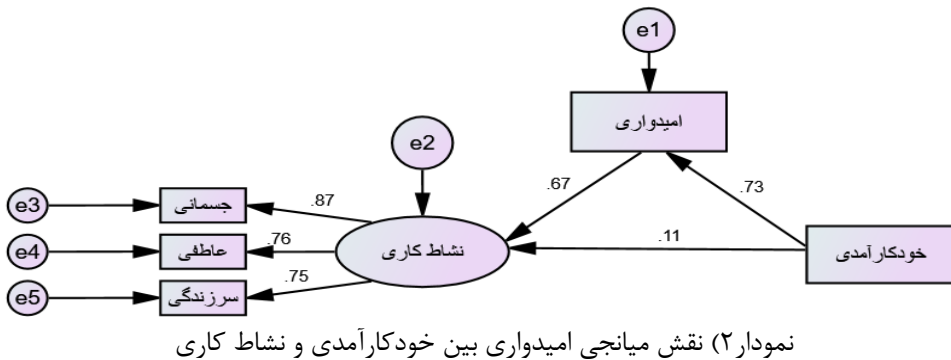 e1
امیدواری
e2
.67
.73
e3
جسمانی
.87
e4
عاطفی
.76
نشاط کاری
.11
خودکارآمدی
e5
سرزندگی
.75
نمودار۲) نقش میانجی امیدواری بین خودکارآمدی و نشاط کاری